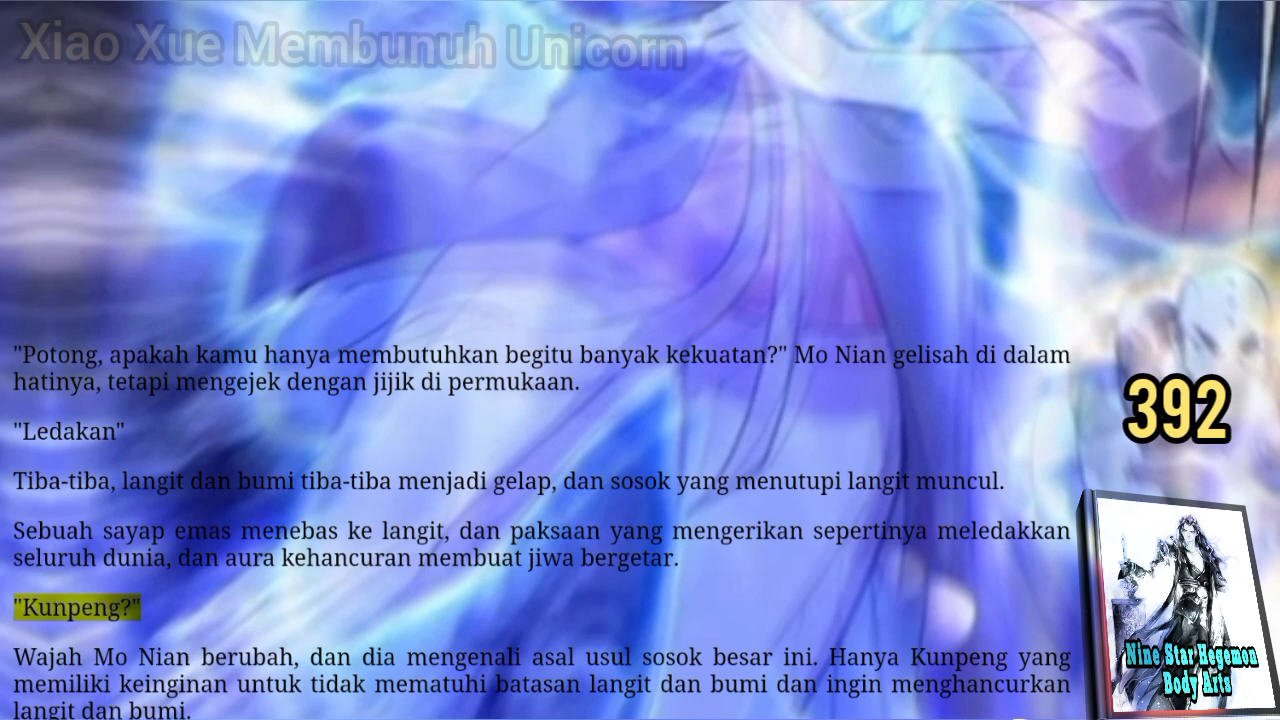 Xiao Xue Membunuh Unicorn
"Potong, apakah kamu hanya membutuhkan begitu banyak kekuatan?" Mo Nian gelisah di dalam
hatinya, tetapi mengejek dengan jijik di permukaan.
"Ledakan"
Tiba-tiba, langit dan bumi tiba-tiba menjadi gelap, dan sosok yang menutupi langit muncul.
Sebuah sayap emas menebas ke langit, dan paksaan yang mengerikan sepertinya meledakkan
seluruh dunia, dan aura kehancuran membuat jiwa bergetar.
"Kunpeng?"
Wajah Mo Nian berubah, dan dia mengenali asal usul sosok besar ini. Hanya Kunpeng yang
memiliki keinginan untuk tidak mematuhi batasan langit dan bumi dan ingin menghancurkan
langit dan bumi.
392
Nine Star Hegemon
Body Arts